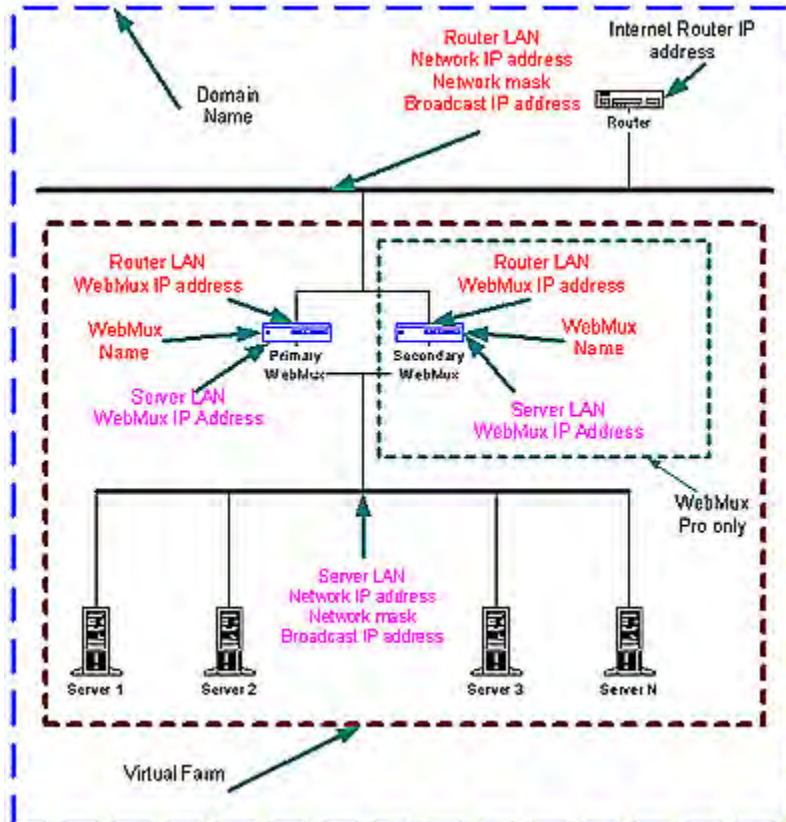 Router LAN
Network IP address
Network mask
Broadcast IP address
Internet Router IP
address
Domain
Name
Router
Router LAN
WebMux IP address
Router LAN
WebMux IP address
WebMux
Name
WebMux
Name
Primary
WebMux
Secondary
WebMux
Server LAN
WebMux IP Address
Server LAN
WebMux IP Address
WebMux
Pro only
Server LAN
Network IP address
Network mask
Broadcast IP address
Server 1
Server 2
Server 3
Server N
Virtual Farm